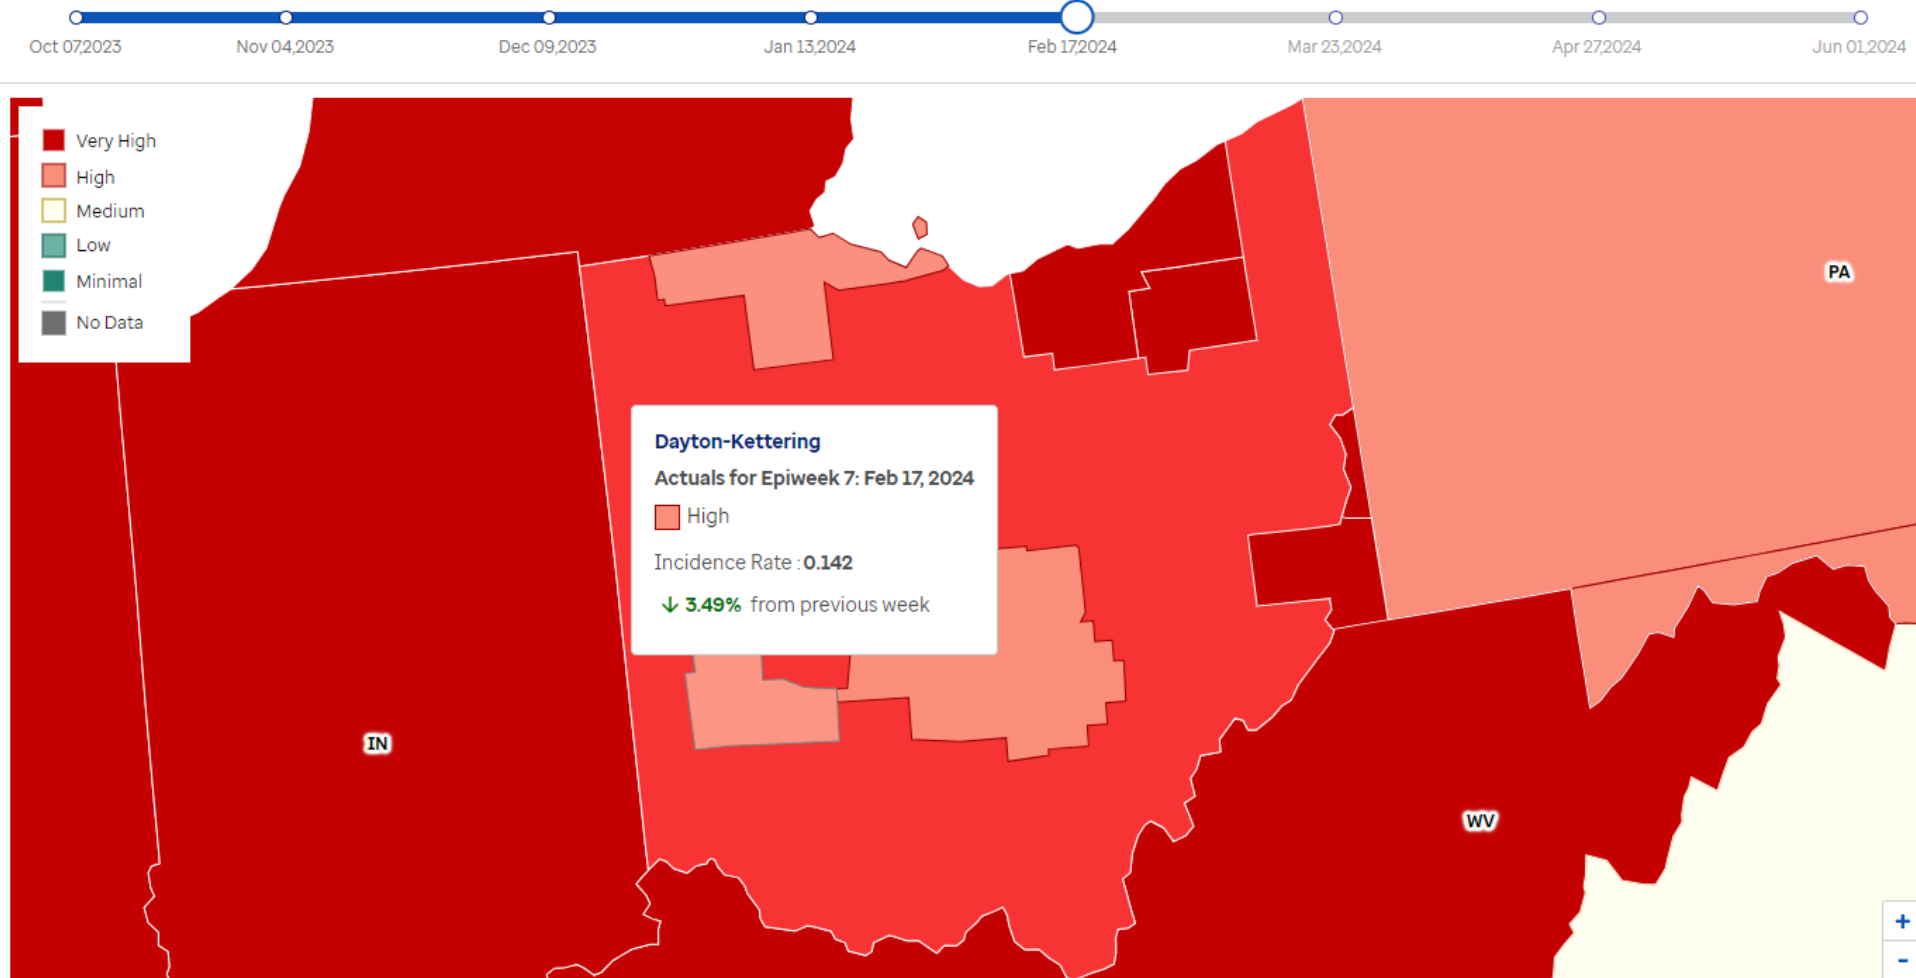 Oct 07,2023 Nov 04,2023 Dec 09,2023 Jan 13,2024 Feb 17,2024 Mar 23,2024 Apr 27,2024 Jun 01,2024
Very High
High
Medium
Low
Minimal
No Data
PA
Dayton-Kettering
Actuals for Epiweek 7: Feb 17, 2024
High
Incidence Rate : 0.142
↓ 3.49% from previous week
IN
WV
+
-